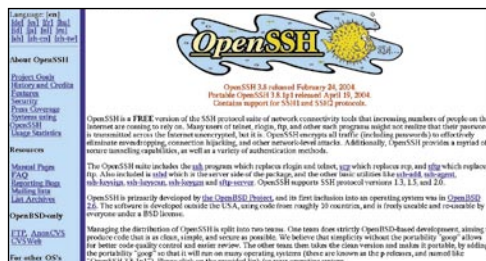 Language: [en]
About OpenSSH
Project Goals
History and Credits
Features
Security
Press Coverage
Systems using
OpenSSH
Usage Statistics
Resources
Manual Pages
FAQ
Reporting Bugs
Mailing lists
List Archives
OpenBSD-only
FTP, AnonCVS
CVSWeb
For other OS's
OpenSSH
OpenSSH 3.8 released February 24, 2004.
Portable OpenSSH 3.8.1p1 released April 19, 2004.
Contains support for SSH1 and SSH2 protocols.
OpenSSH is a FREE version of the SSH protocol suite of network connectivity tools that increasing numbers of people on the
Internet are coming to rely on. Many users of telnet, rlogin, ftp, and other such programs might not realize that their password
is transmitted across the Internet unencrypted, but it is. OpenSSH encrypts all traffic (including passwords) to effectively
eliminate eavesdropping, connection hijacking, and other network-level attacks. Additionally, OpenSSH provides a myriad of
secure tunneling capabilities, as well as a variety of authentication methods.
The OpenSSH suite includes the ssh program which replaces rlogin and telnet, scp which replaces rcp, and sftp which replaces
ftp. Also included is sshd which is the server side of the package, and the other basic utilities like ssh-add, ssh-agent,
ssh-keysign, ssh-keyscan, ssh-keygen and sftp-server. OpenSSH supports SSH protocol versions 1.3, 1.5, and 2.0.
OpenSSH is primarily developed by the OpenBSD Project, and its first inclusion into an operating system was in OpenBSD
2.6. The software is developed outside the USA, using code from roughly 10 countries, and is freely useable and re-useable by
everyone under a BSD license.
Managing the distribution of OpenSSH is split into two teams. One team does strictly OpenBSD-based development, aiming to
produce code that is as clean, simple, and secure as possible. We believe that simplicity without the portability "goop" allows
for better code quality control and easier review. The other team then takes the clean version and makes it portable, by adding
the portability "goop" so that it will run on many operating systems (these are known as the p releases, and named like